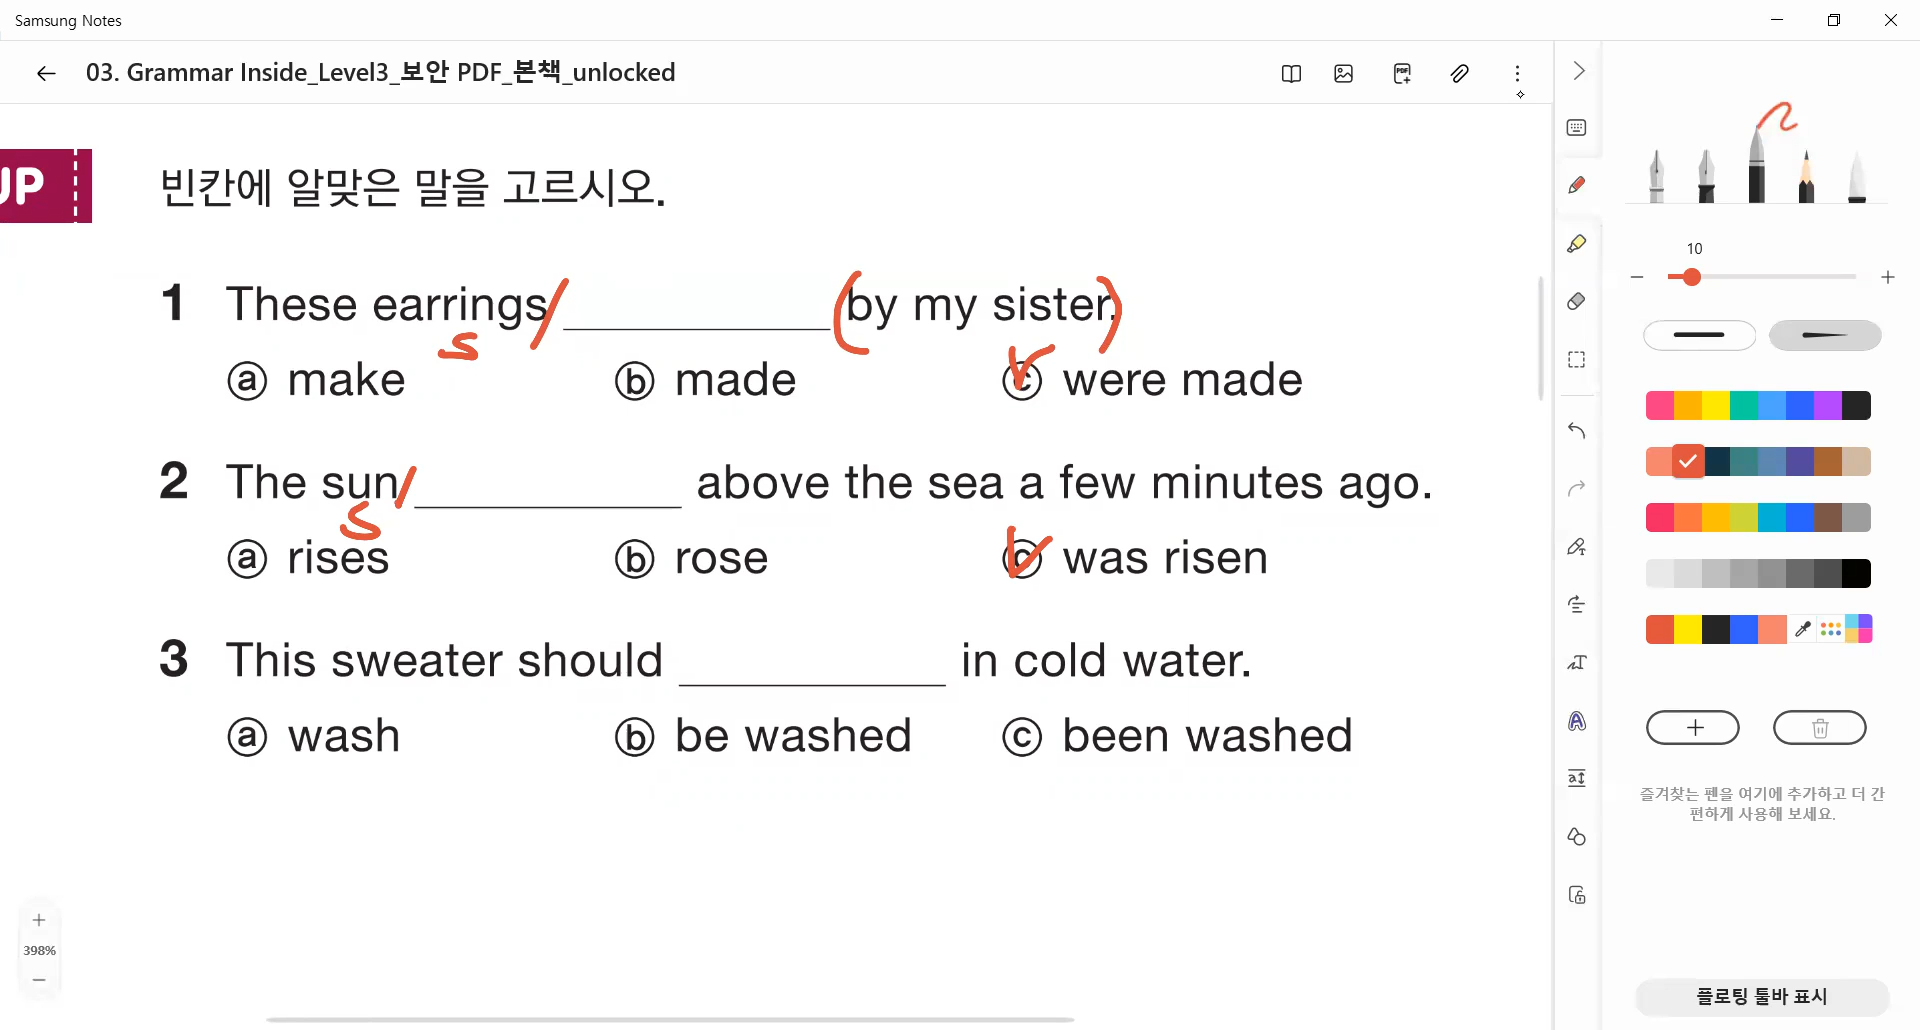 Samsung Notes
03. Grammar Inside_Level3_보안 PDF_본책_unlocked
UP
빈칸에 알맞은 말을 고르시오.
1 These earrings/ ____________ (by my sister.)
s
ⓐ make ⓑ made ⓒ were made
2 The sun/ ____________ above the sea a few minutes ago.
s
ⓐ rises ⓑ rose ⓒ was risen
3 This sweater should ____________ in cold water.
ⓐ wash ⓑ be washed ⓒ been washed
398%
10
즐겨찾는 펜을 여기에 추가하고 더 간
편하게 사용해 보세요.
플로팅 툴바 표시